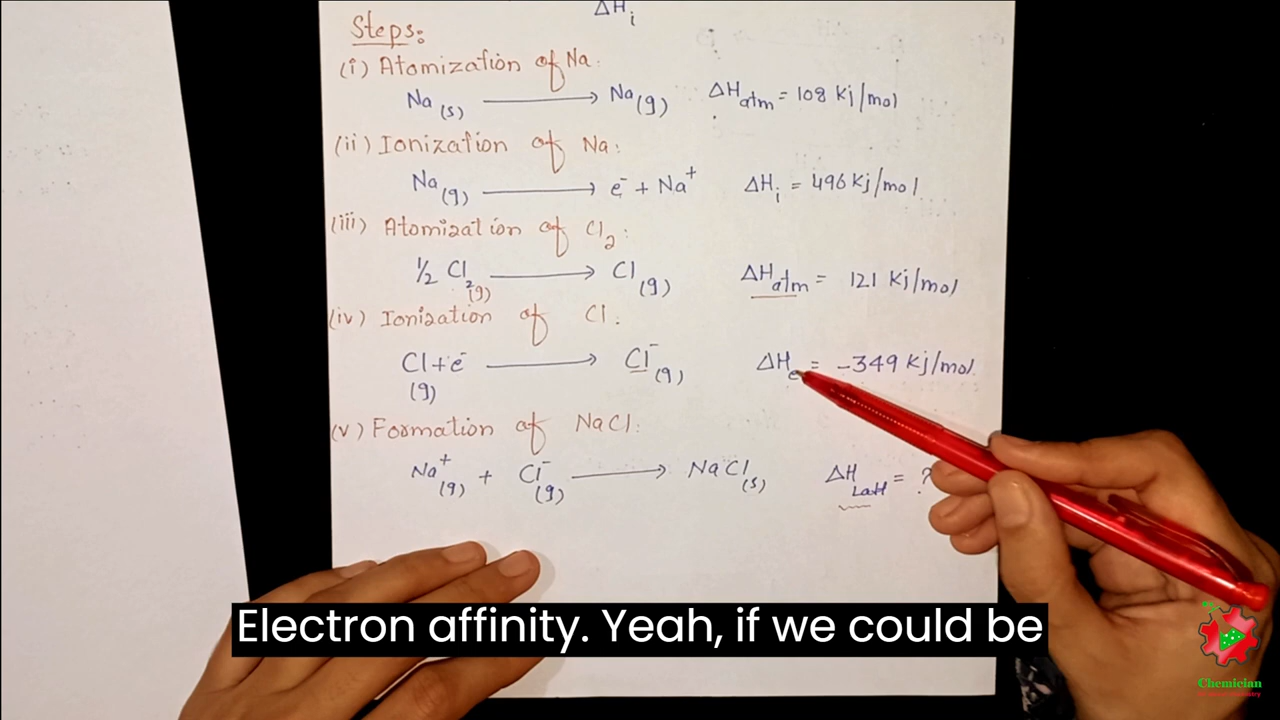 ΔHᵢ
Steps:
(i) Atomization of Na:
Na(s) ⟶ Na(g) ΔHatm = 108 kj/mol
(ii) Ionization of Na:
Na(g) ⟶ e⁻ + Na⁺ ΔHᵢ = 496 kj/mol
(iii) Atomization of Cl₂:
½ Cl₂(g) ⟶ Cl(g) ΔHatm = 121 kj/mol
(iv) Ionization of Cl:
Cl(g) + e⁻ ⟶ Cl⁻(g) ΔHe = -349 kj/mol
(v) Formation of NaCl:
Na⁺(g) + Cl⁻(g) ⟶ NaCl(s) ΔHLatt = ?
Electron affinity. Yeah, if we could be
Chemician